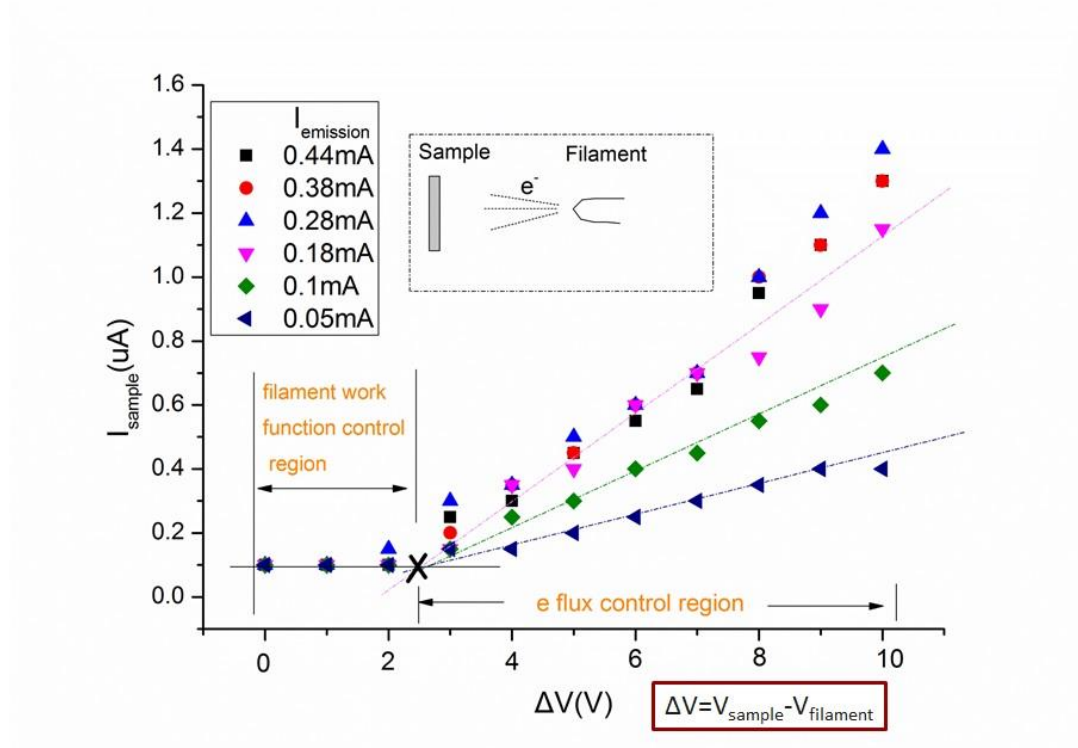 1.6
1.4
1.2
1.0
0.8
0.6
0.4
0.2
0.0
I_sample(uA)
I_emission
0.44mA
0.38mA
0.28mA
0.18mA
0.1mA
0.05mA
Sample Filament
e⁻
filament work
function control
region
X
e flux control region
0 2 4 6 8 10
ΔV(V)
ΔV=V_sample-V_filament